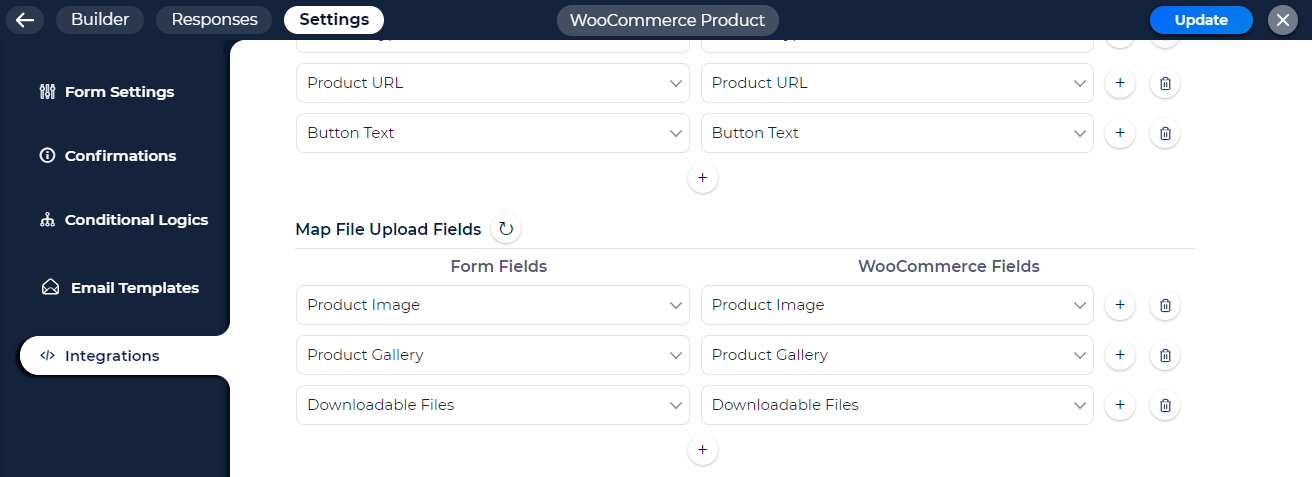 Builder Responses Settings WooCommerce Product Update
Form Settings
Confirmations
Conditional Logics
Email Templates
Integrations
Product URL Product URL
Button Text Button Text
Map File Upload Fields
Form Fields WooCommerce Fields
Product Image Product Image
Product Gallery Product Gallery
Downloadable Files Downloadable Files